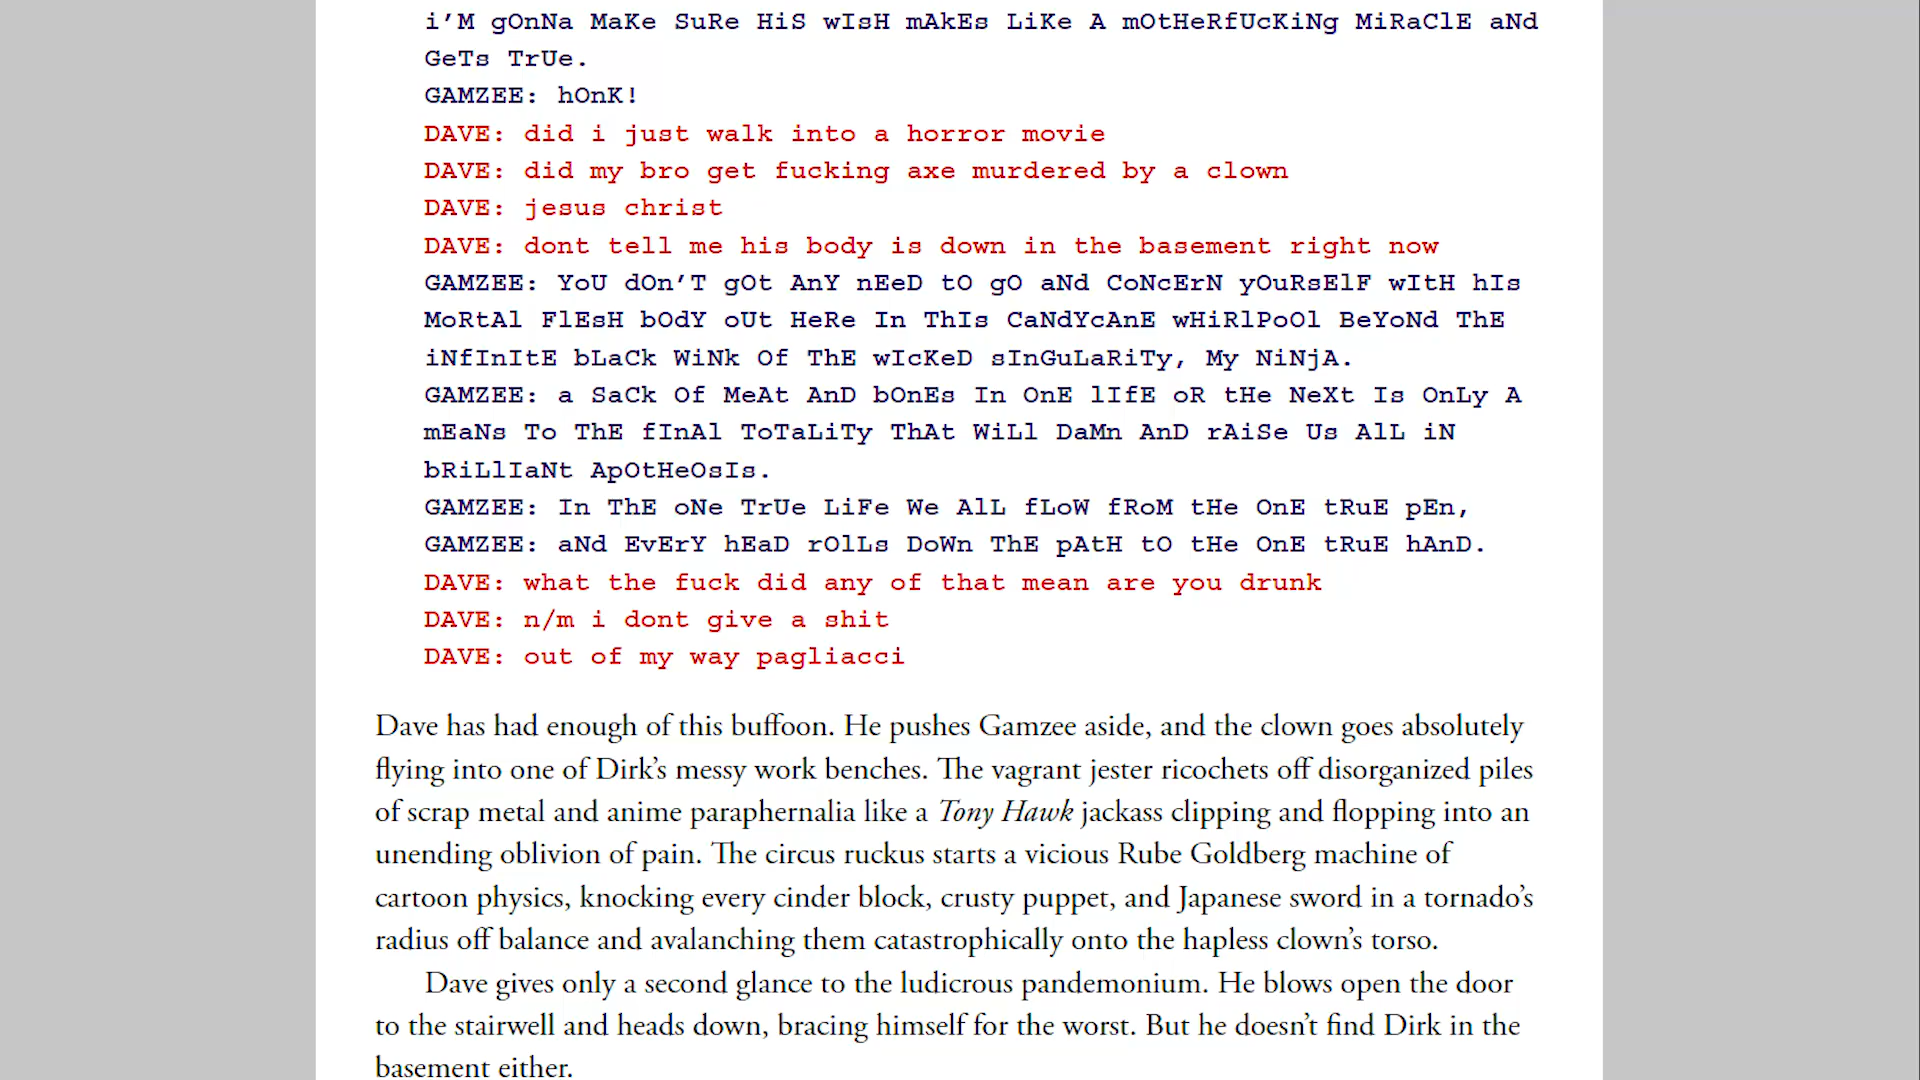 i'M gOnNa MaKe SuRe HiS wIsH mAkEs LiKe A mOtHeRfUcKiNg MiRaClE aNd
GeTs TrUe.
GAMZEE: hOnK!
DAVE: did i just walk into a horror movie
DAVE: did my bro get fucking axe murdered by a clown
DAVE: jesus christ
DAVE: dont tell me his body is down in the basement right now
GAMZEE: YoU dOn’T gOt AnY nEeD tO gO aNd CoNcErN yOuRsElF wItH hIs
MoRtAl FlEsH bOdY oUt HeRe In ThIs CaNdYcAnE wHiRlPoOl BeYoNd ThE
iNfInItE bLaCk WiNk Of ThE wIcKeD sInGuLaRiTy, My NiNjA.
GAMZEE: a SaCk Of MeAt AnD bOnEs In OnE lIfE oR tHe NeXt Is OnLy A
mEaNs To ThE fInAl ToTaLiTy ThAt WiLl DaMn AnD rAiSe Us AlL iN
bRiLlIaNt ApOtHeOsIs.
GAMZEE: In ThE oNe TrUe LiFe We AlL fLoW fRoM tHe OnE tRuE pEn,
GAMZEE: aNd EvErY hEaD rOlLs DoWn ThE pAtH tO tHe OnE tRuE hAnD.
DAVE: what the fuck did any of that mean are you drunk
DAVE: n/m i dont give a shit
DAVE: out of my way pagliacci
Dave has had enough of this buffoon. He pushes Gamzee aside, and the clown goes absolutely
flying into one of Dirk’s messy work benches. The vagrant jester ricochets off disorganized piles
of scrap metal and anime paraphernalia like a Tony Hawk jackass clipping and flopping into an
unending oblivion of pain. The circus ruckus starts a vicious Rube Goldberg machine of
cartoon physics, knocking every cinder block, crusty puppet, and Japanese sword in a tornado’s
radius off balance and avalanching them catastrophically onto the hapless clown’s torso.
Dave gives only a second glance to the ludicrous pandemonium. He blows open the door
to the stairwell and heads down, bracing himself for the worst. But he doesn’t find Dirk in the
basement either.